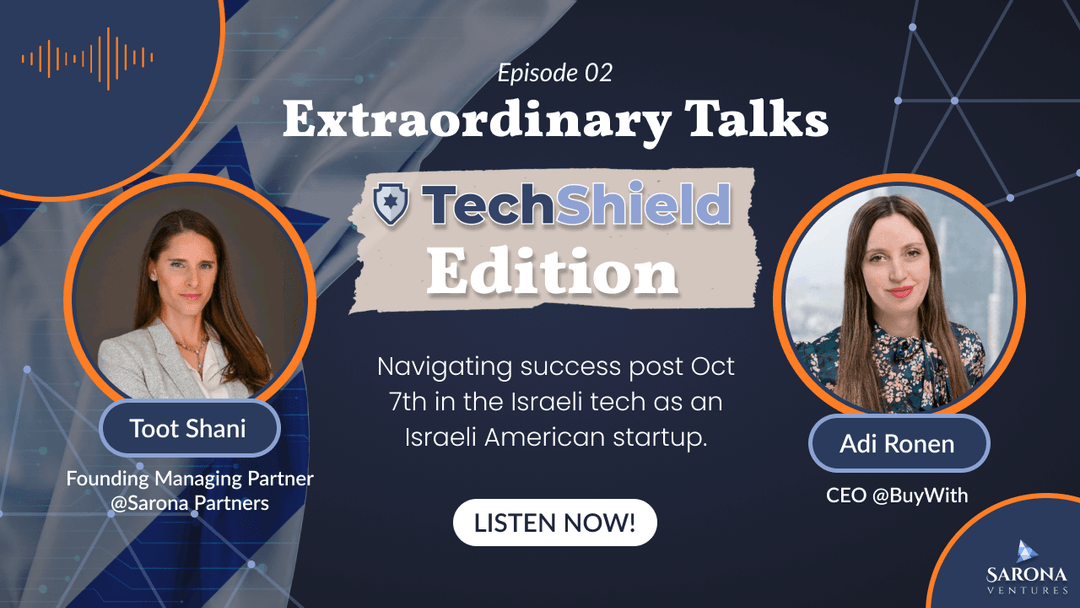 Episode 02
Extraordinary Talks
TechShield
Edition
Navigating success post Oct
7th in the Israeli tech as an
Israeli American startup.
LISTEN NOW!
Toot Shani
Founding Managing Partner
@Sarona Partners
Adi Ronen
CEO @BuyWith
SARONA
VENTURES